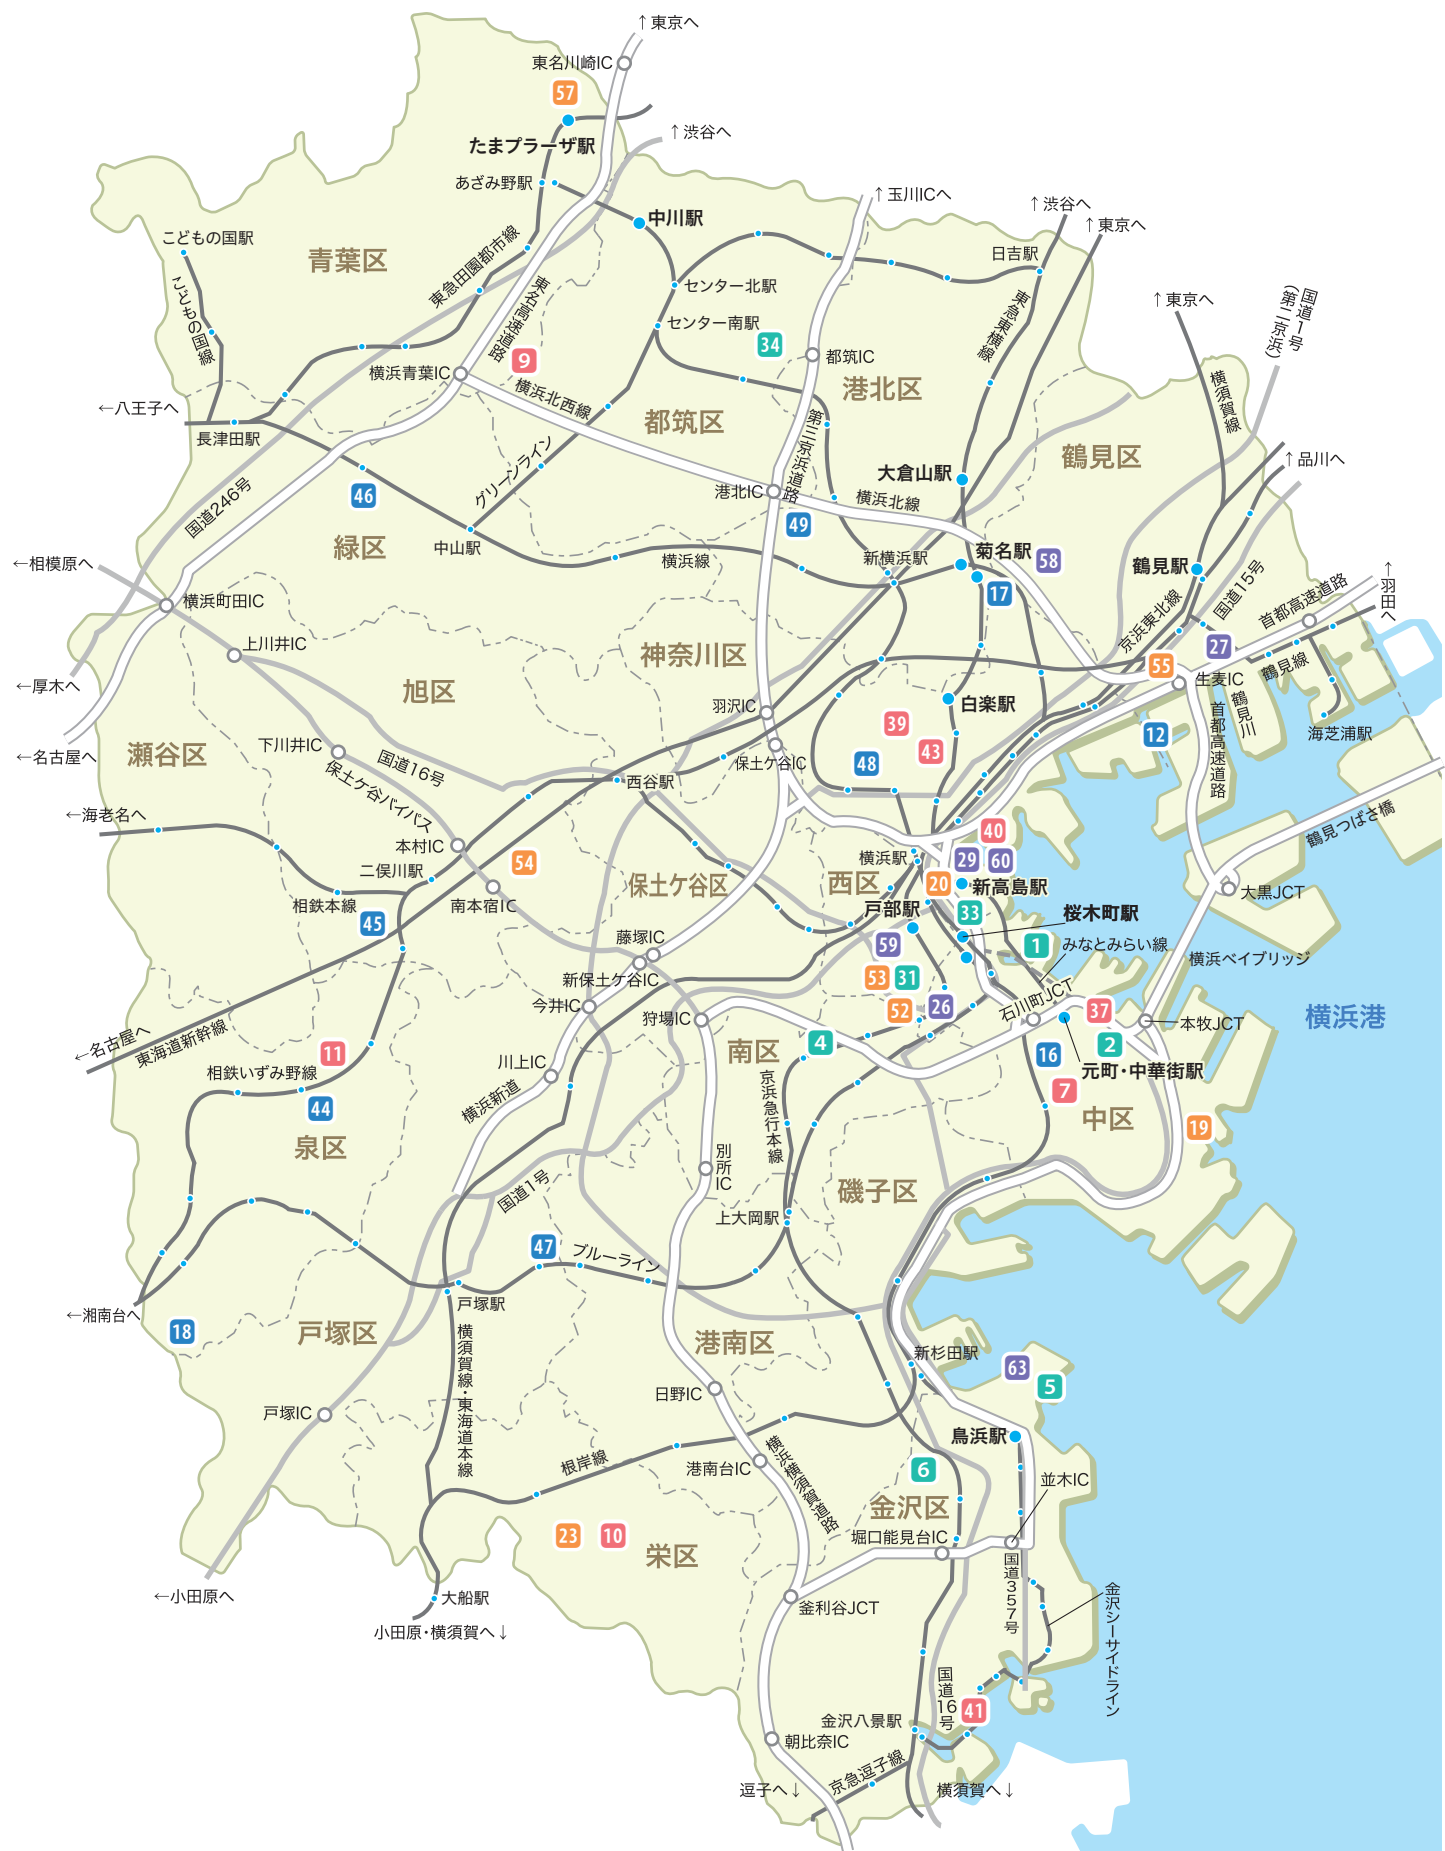 ↑東京へ
東名川崎IC
57
たまプラーザ駅
↑渋谷へ
あざみ野駅
↑玉川ICへ
↑渋谷へ
中川駅
↑東京へ
こどもの国駅
青葉区
東急田園都市線
日吉駅
センター北駅
こどもの国線
東名高速道路
東急東横線
↑東京へ
国道1号
(第二京浜)
センター南駅
34
都筑IC
9
横浜青葉IC
横浜北西線
港北区
横須賀線
←八王子へ
都筑区
第三京浜道路
長津田駅
鶴見区
↑品川へ
グリーンライン
大倉山駅
国道246号
46
港北IC
横浜北線
49
緑区
中山駅
横浜線
新横浜駅
菊名駅
58
鶴見駅
←相模原へ
17
国道15号
首都高速道路
↑羽田へ
横浜町田IC
京浜東北線
上川井IC
神奈川区
27
55
鶴見線
生麦IC
←厚木へ
旭区
白楽駅
羽沢IC
39
首都高速道路
鶴見川
海芝浦駅
12
43
下川井IC
瀬谷区
国道16号
←名古屋へ
保土ケ谷IC
48
保土ケ谷バイパス
西谷駅
←海老名へ
鶴見つばさ橋
40
本村IC
二俣川駅
54
横浜駅
29
60
保土ケ谷区
西区
20
新高島駅
大黒JCT
相鉄本線
南本宿IC
45
戸部駅
33
桜木町駅
藤塚IC
59
1
みなとみらい線
横浜ベイブリッジ
新保土ケ谷IC
53
31
今井IC
石川町JCT
狩場IC
52
26
37
本牧JCT
横浜港
←名古屋へ
東海道新幹線
11
4
2
南区
16
川上IC
相鉄いずみ野線
元町・中華街駅
京浜急行本線
7
44
横浜新道
中区
19
泉区
別所IC
国道1号
磯子区
上大岡駅
47
ブルーライン
戸塚駅
←湘南台へ
18
戸塚区
港南区
横須賀線・東海道本線
新杉田駅
63
5
日野IC
戸塚IC
鳥浜駅
横浜横須賀道路
根岸線
港南台IC
6
並木IC
金沢区
23
10
栄区
堀口能見台IC
国道357号
←小田原へ
大船駅
釜利谷JCT
金沢シーサイドライン
小田原・横須賀へ↓
国道16号
41
金沢八景駅
朝比奈IC
京急逗子線
逗子へ↓
横須賀へ↓